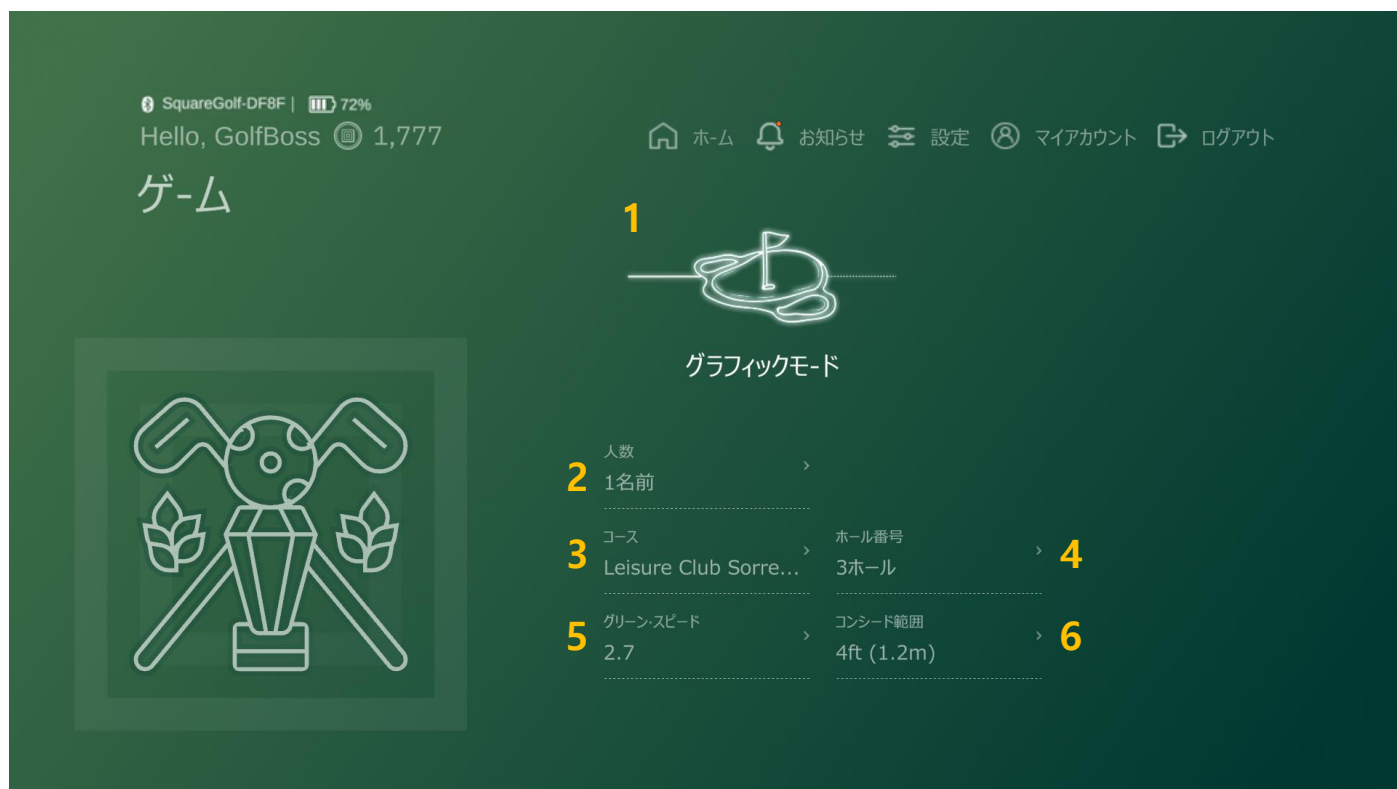 SquareGolf-DF8F | 72%
Hello, GolfBoss 1,777
ホーム お知らせ 設定 マイアカウント ログアウト
ゲーム
1
グラフィックモード
人数
2 1名前
コース ホール番号
3 Leisure Club Sorre... 3ホール 4
グリーン·スピード コンシード範囲
5 2.7 4ft (1.2m) 6